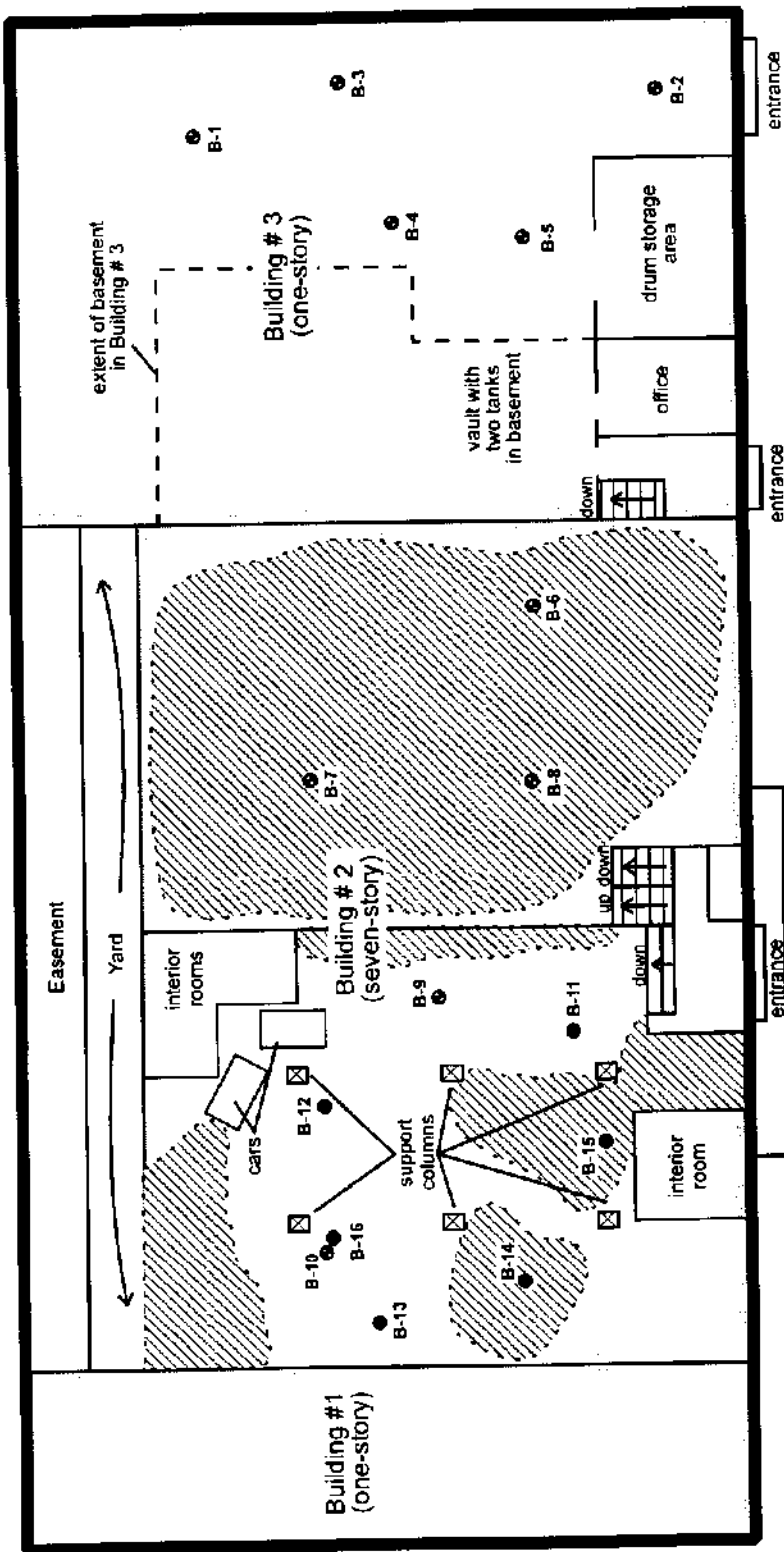 Building #1
(one-story)
Easement
Yard
interior
rooms
cars
B-12
B-10
B-16
B-13
support
columns
B-14
B-15
interior
room
B-9
B-11
Building # 2
(seven-story)
down
up down
entrance
B-7
B-8
B-6
extent of basement
in Building # 3
Building # 3
(one-story)
vault with
two tanks
in basement
down
office
drum storage
area
entrance
B-1
B-3
B-4
B-5
B-2
entrance